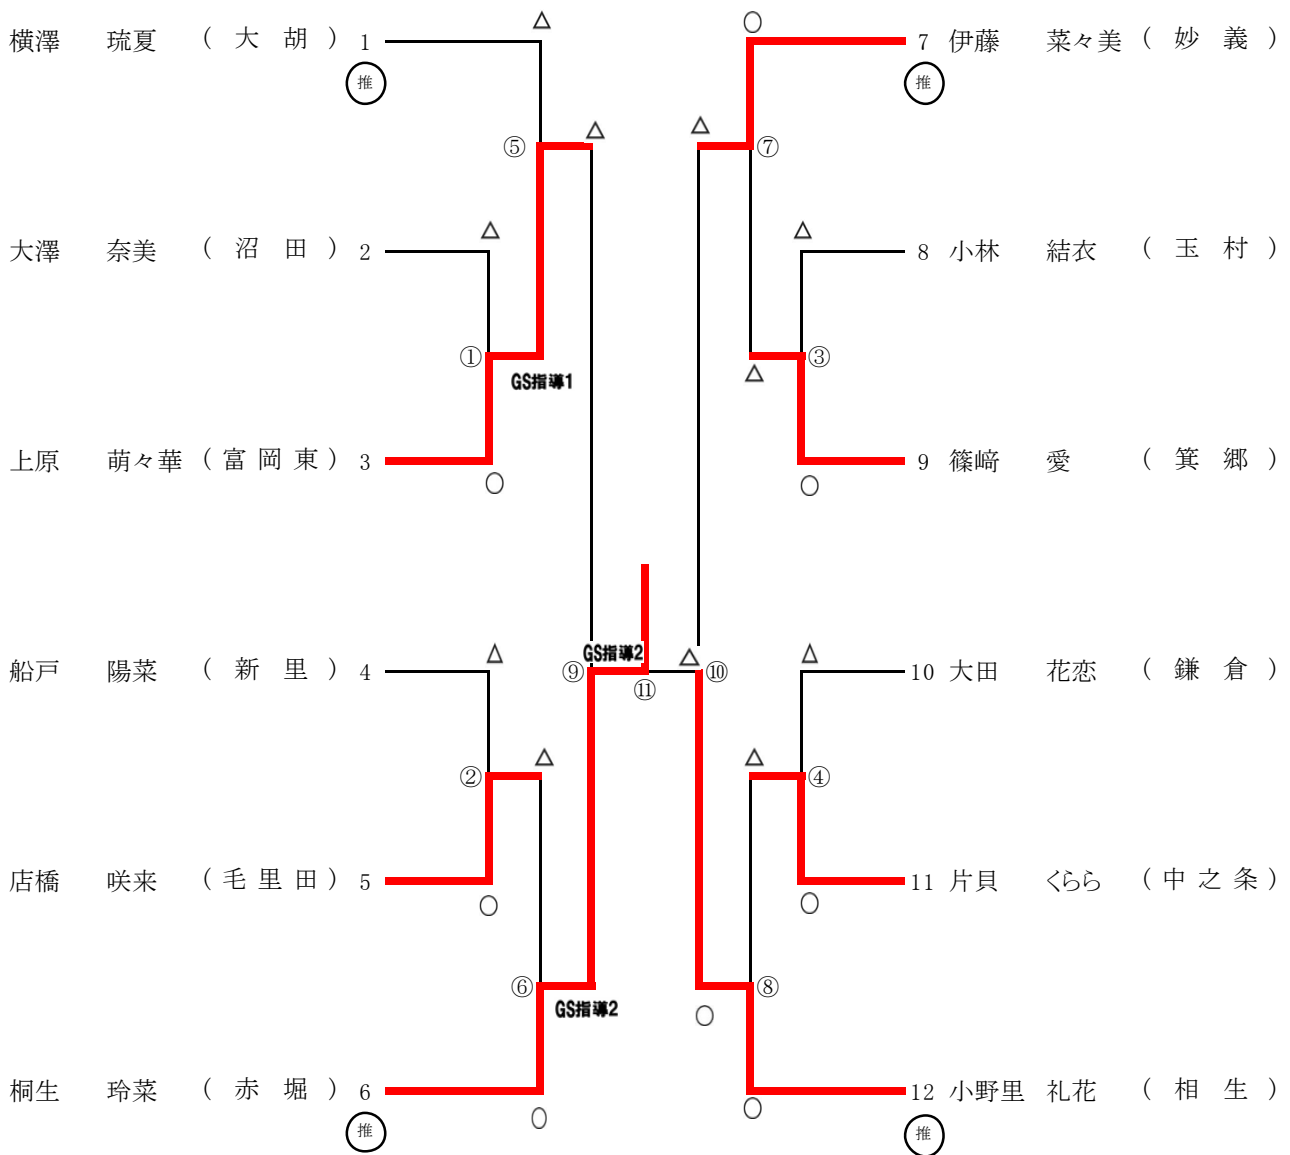 横澤 琉夏 （ 大 胡 ） 1
推
大澤 奈美 （ 沼 田 ） 2
上原 萌々華 （ 富 岡 東 ） 3
船戸 陽菜 （ 新 里 ） 4
店橋 咲来 （ 毛 里 田 ） 5
桐生 玲菜 （ 赤 堀 ） 6
推
△
⑤ △
△
①
GS指導1
○
△
② △
○
⑥ GS指導2
○
GS指導2
⑨ ⑪ △ ⑩
○
△ ⑦
○
△
③
△
○
△
△ ④
○
○ ⑧
○
7 伊藤 菜々美 （ 妙 義 ）
推
8 小林 結衣 （ 玉 村 ）
9 篠﨑 愛 （ 箕 郷 ）
10 大田 花恋 （ 鎌 倉 ）
11 片貝 くらら （ 中 之 条 ）
12 小野里 礼花 （ 相 生 ）
推